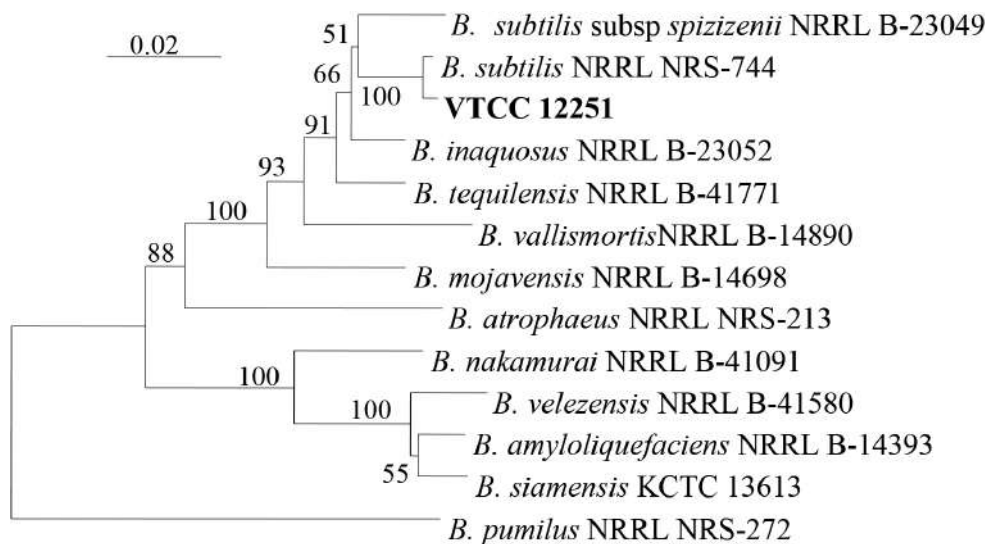 B. subtilis subsp spizizenii NRRL B-23049
51
0.02
B. subtilis NRRL NRS-744
66
100
VTCC 12251
91
B. inaquosus NRRL B-23052
93
B. tequilensis NRRL B-41771
100
B. vallismortisNRRL B-14890
88
B. mojavensis NRRL B-14698
B. atrophaeus NRRL NRS-213
B. nakamurai NRRL B-41091
100
B. velezensis NRRL B-41580
100
B. amyloliquefaciens NRRL B-14393
55
B. siamensis KCTC 13613
B. pumilus NRRL NRS-272